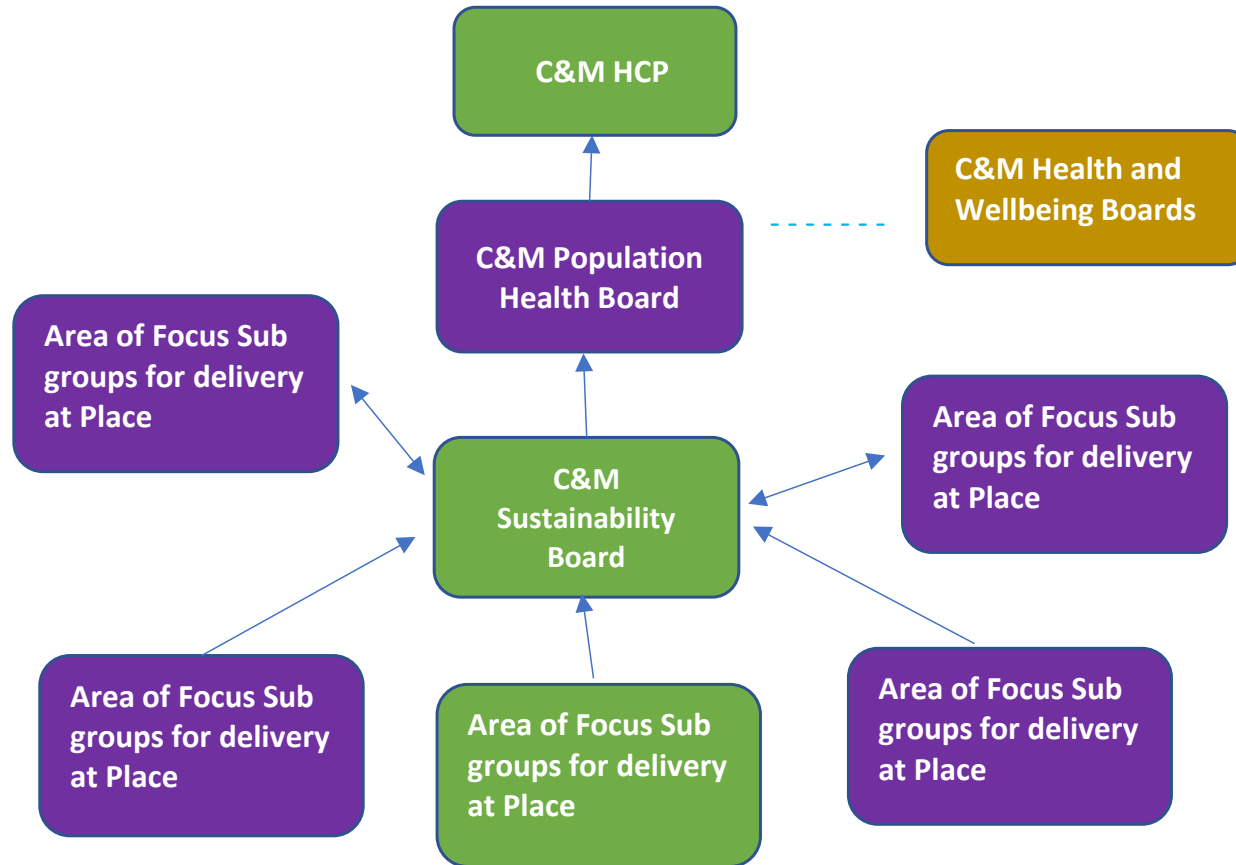 C&M HCP
C&M Health and
Wellbeing Boards
C&M Population
Health Board
Area of Focus Sub
groups for delivery
at Place
Area of Focus Sub
groups for delivery
at Place
C&M
Sustainability
Board
Area of Focus Sub
groups for delivery
at Place
Area of Focus Sub
groups for delivery
at Place
Area of Focus Sub
groups for delivery
at Place